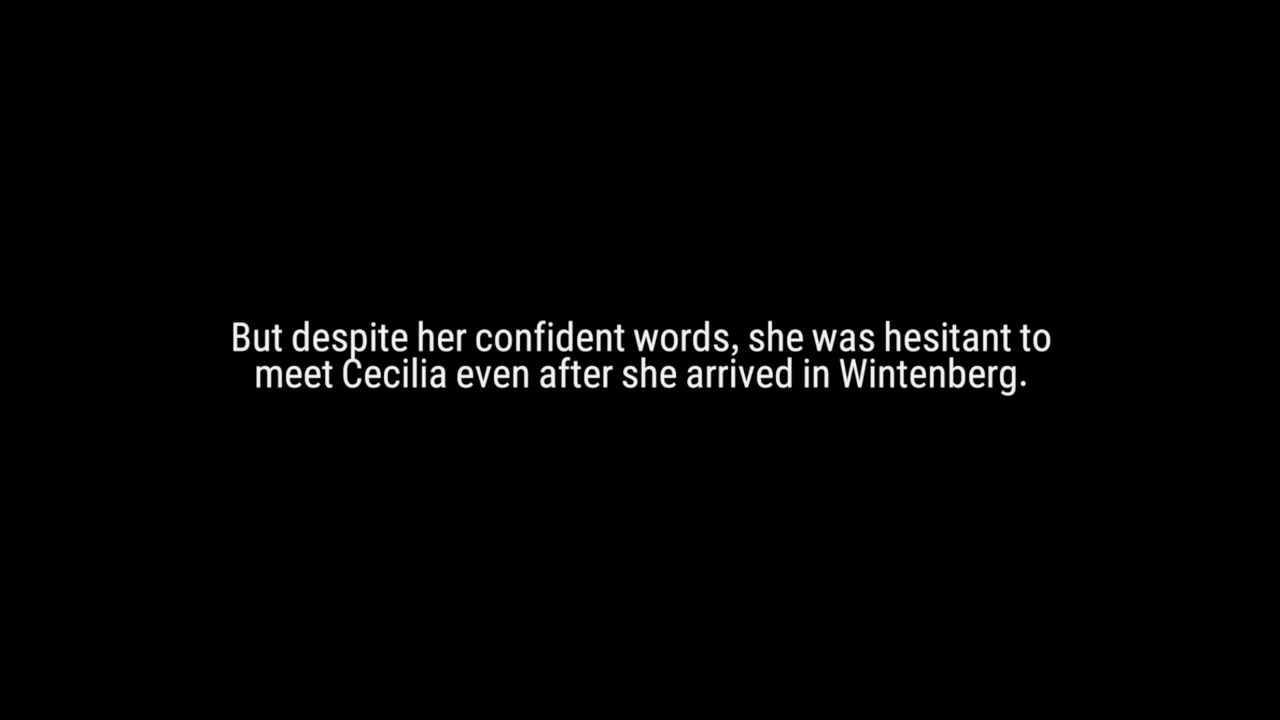 But despite her confident words, she was hesitant to
meet Cecilia even after she arrived in Wintenberg.